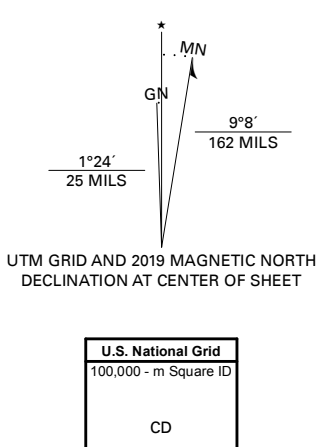 ★
MN
GN
9°8´
162 MILS
1°24´
25 MILS
UTM GRID AND 2019 MAGNETIC NORTH
DECLINATION AT CENTER OF SHEET
U.S. National Grid
100,000 - m Square ID
CD